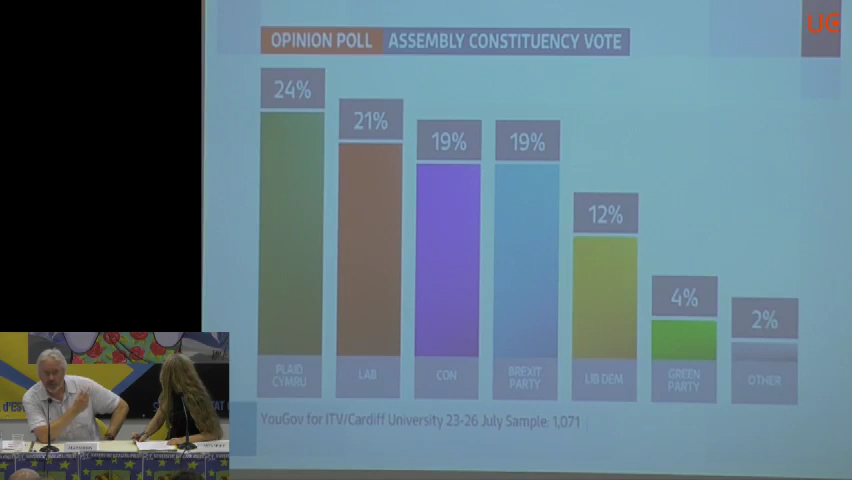 UE
OPINION POLL ASSEMBLY CONSTITUENCY VOTE
24%
21%
19%
19%
12%
4%
2%
PLAID
CYMRU
LAB
CON
BREXIT
PARTY
LIB DEM
GREEN
PARTY
OTHER
YouGov for ITV/Cardiff University 23-26 July Sample: 1,071